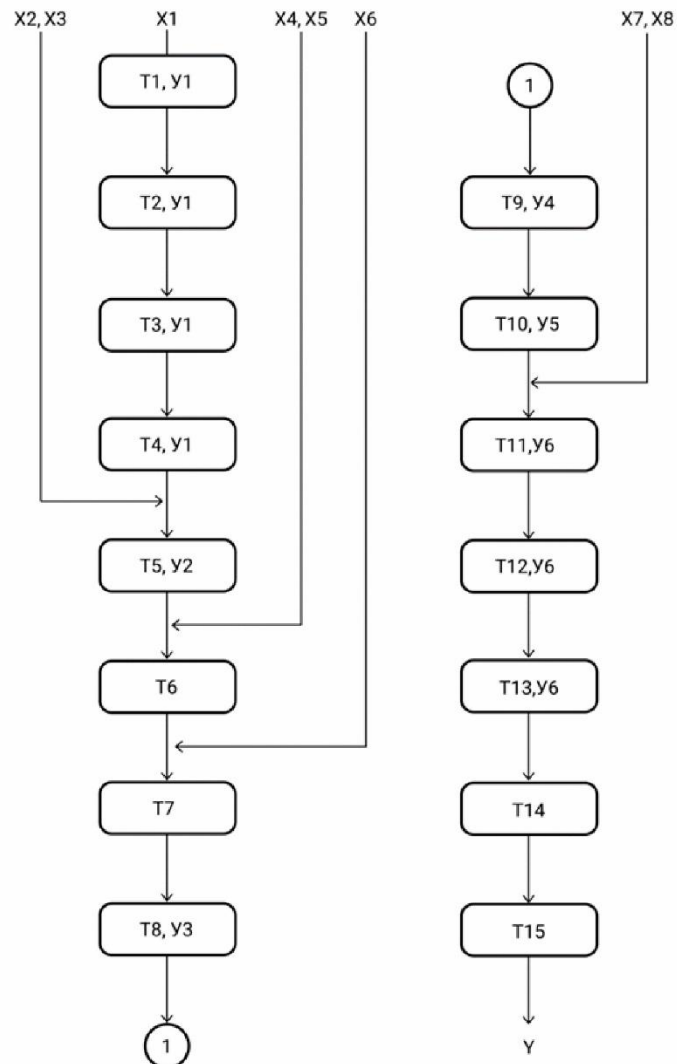 X2, X3
X1
X4, X5
X6
X7, X8
T1, У1
T2, У1
T3, У1
T4, У1
T5, У2
T6
T7
T8, У3
1
1
T9, У4
T10, У5
T11,У6
T12,У6
T13,У6
T14
T15
Y